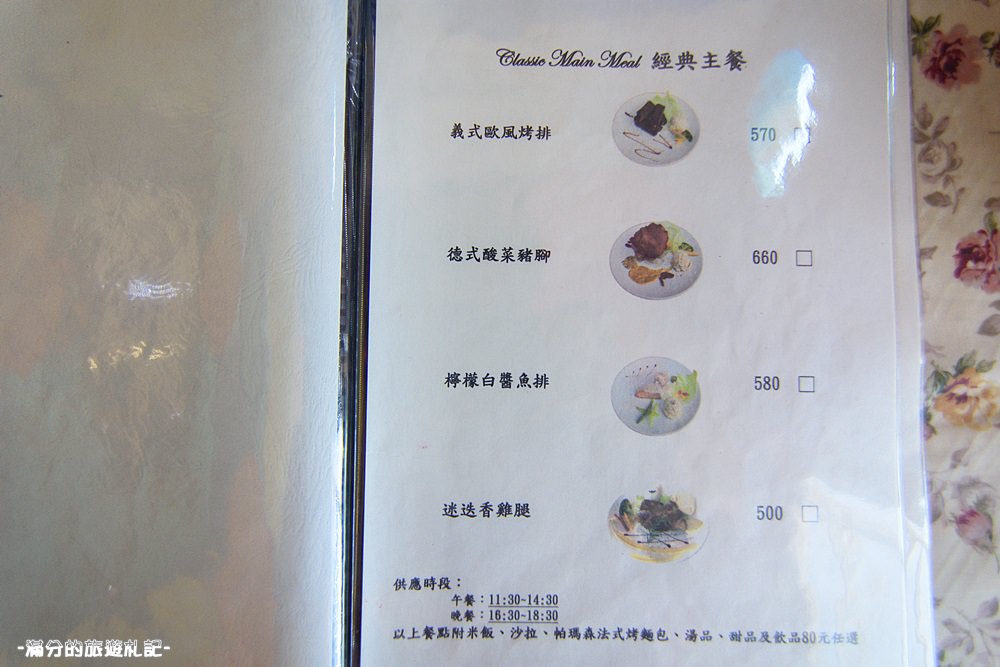 Classic Main Meal 經典主餐
義式歐風烤排 570 □
德式酸菜豬腳 660 □
檸檬白醬魚排 580 □
迷迭香雞腿 500 □
供應時段：
午餐：11:30~14:30
晚餐：16:30~18:30
以上餐點附米飯、沙拉、帕瑪森法式烤麵包、湯品、甜品及飲品80元任選
-滿分的旅遊札記-